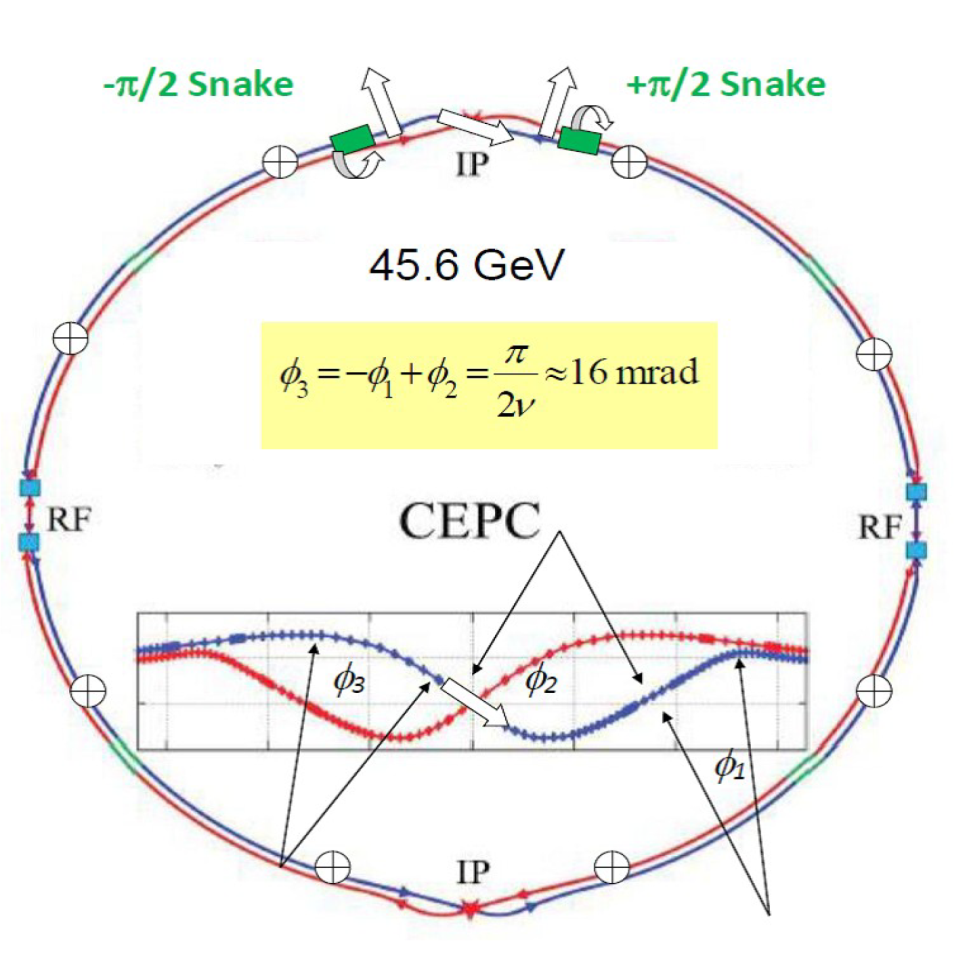 -π/2 Snake
+π/2 Snake
IP
45.6 GeV
ϕ₃ = -ϕ₁ + ϕ₂ = π/2ν ≈ 16 mrad
RF
CEPC
RF
ϕ₃
ϕ₂
ϕ₁
IP